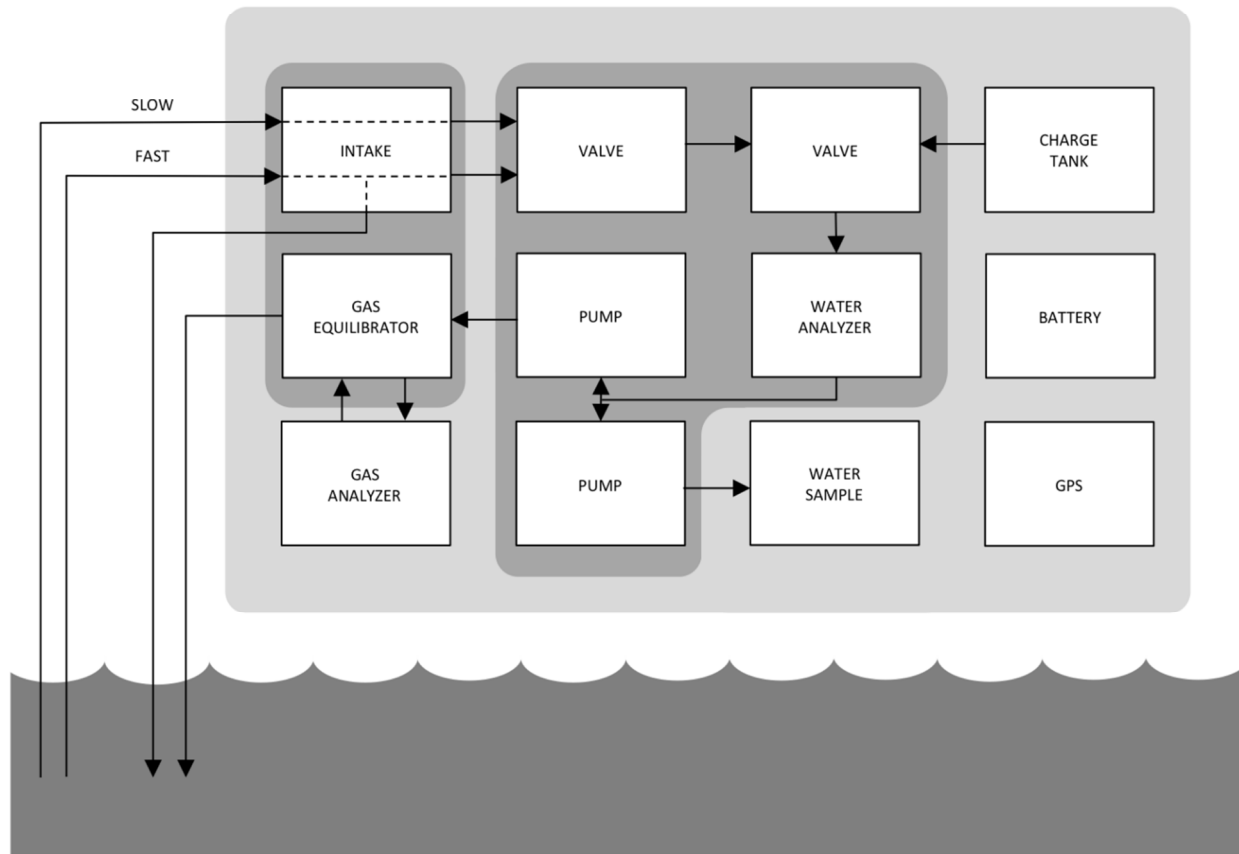 SLOW
FAST
INTAKE
VALVE
VALVE
CHARGE
TANK
GAS
EQUILIBRATOR
PUMP
WATER
ANALYZER
BATTERY
GAS
ANALYZER
PUMP
WATER
SAMPLE
GPS